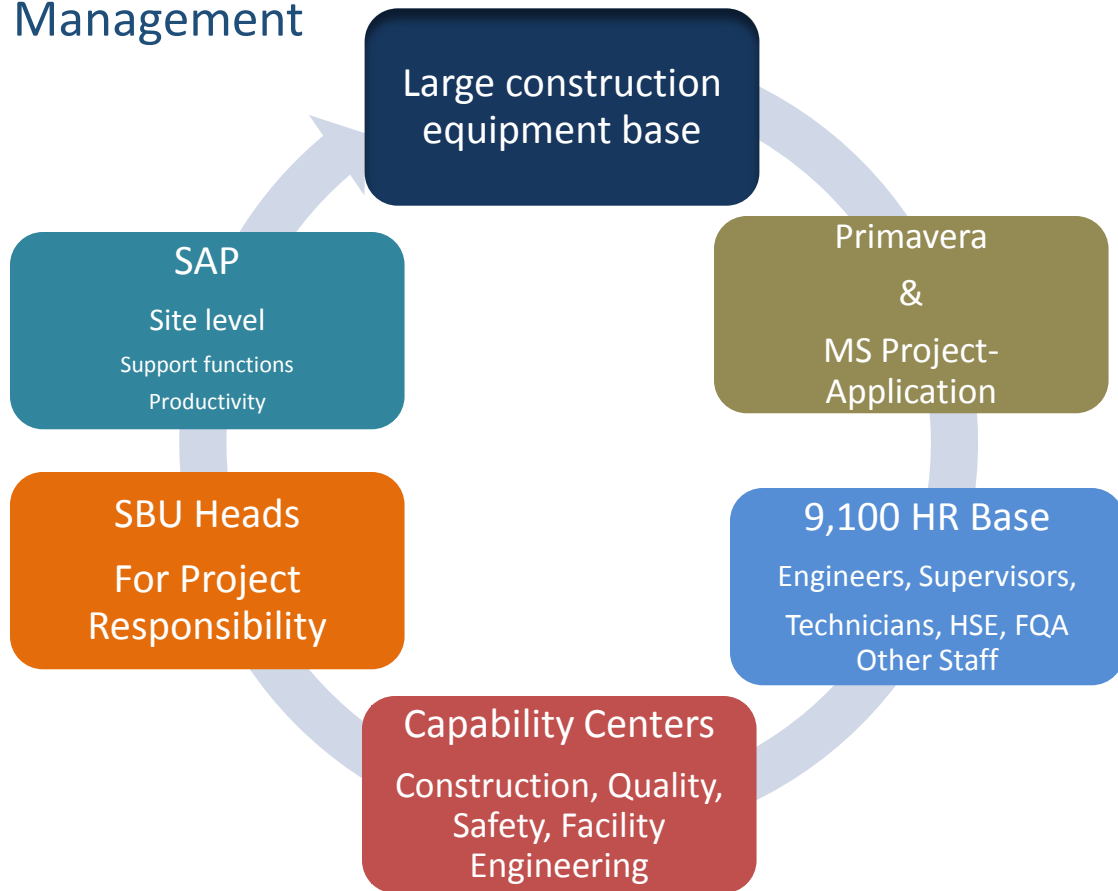 Management
Large construction
equipment base
Primavera
&
MS Project-
Application
9,100 HR Base
Engineers, Supervisors,
Technicians, HSE, FQA
Other Staff
Capability Centers
Construction, Quality,
Safety, Facility
Engineering
SBU Heads
For Project
Responsibility
SAP
Site level
Support functions
Productivity